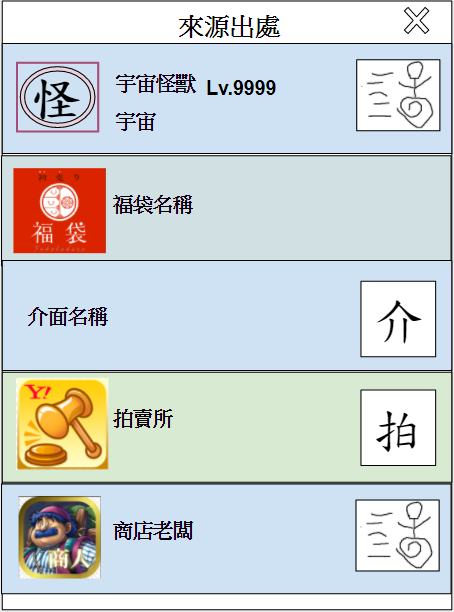 來源出處
怪
宇宙怪獸 Lv.9999
宇宙
福袋
福袋名稱
介面名稱
介
Y!
拍賣所
拍
商人
商店老闆